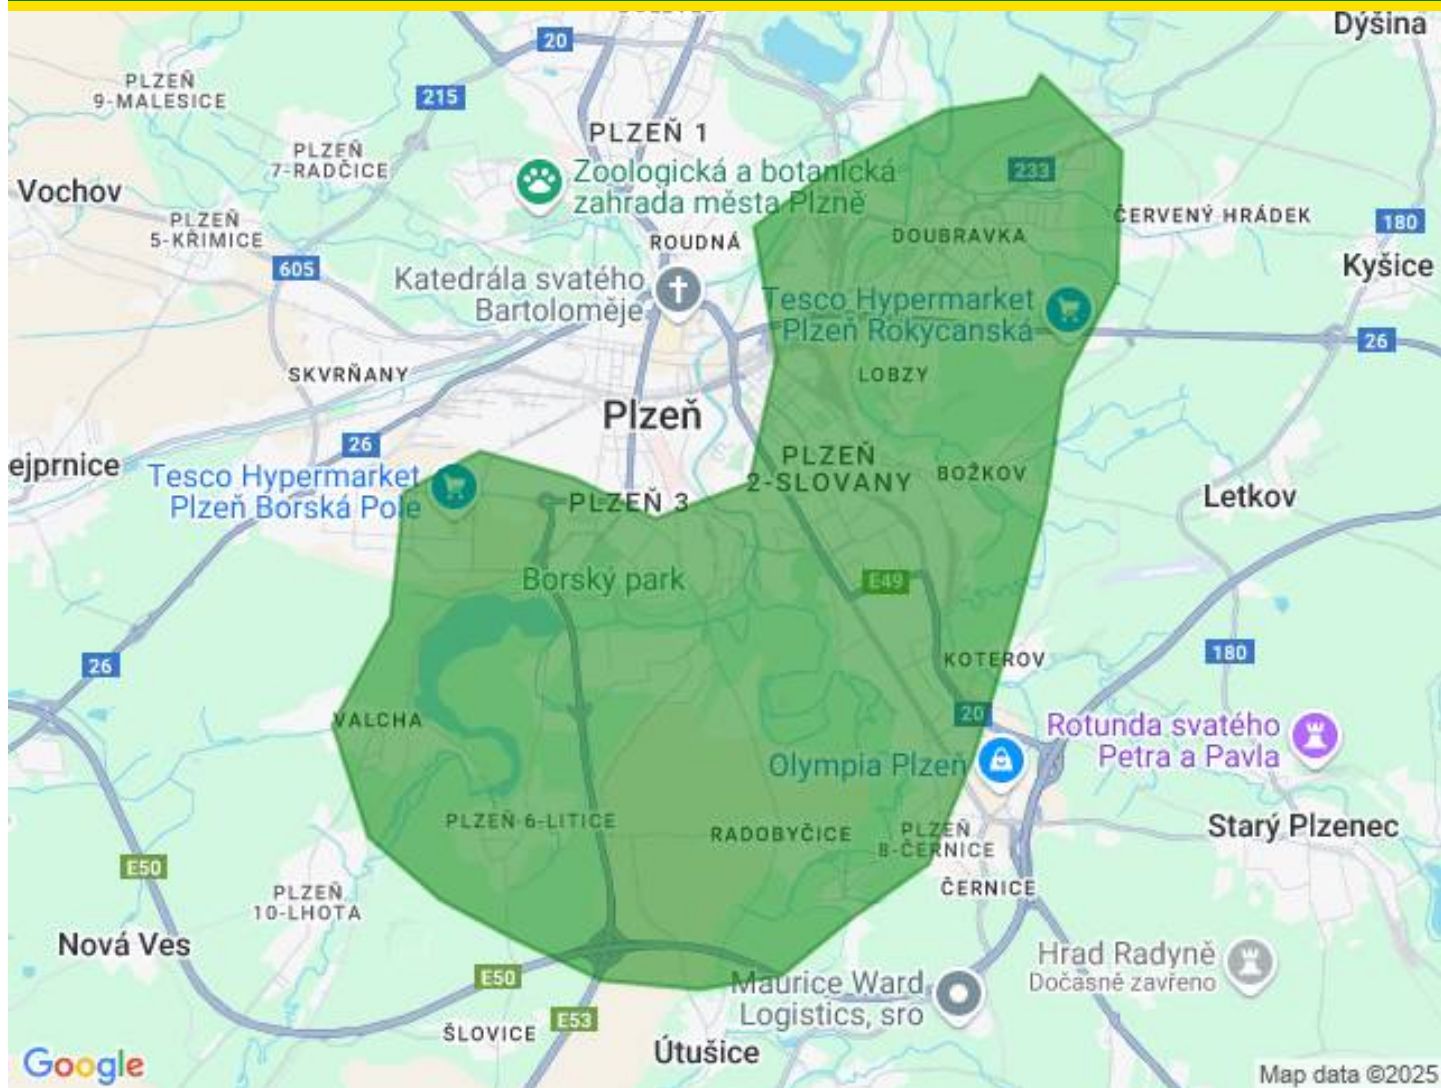 Dýšina
20
PLZEŇ
9-MALESICE
215
PLZEŇ 1
PLZEŇ
7-RADČICE
Zoologická a botanická
zahrada města Plzně
233
Vochov
PLZEŇ
5-KŘIMICE
ROUDNÁ
DOUBRAVKA
ČERVENÝ HRÁDEK
180
605
Katedrála svatého
Bartoloměje
Kyšice
Tesco Hypermarket
Plzeň Rokycanská
26
SKVRŇANY
LOBZY
Plzeň
26
ejprnice
Tesco Hypermarket
Plzeň Borská Pole
PLZEŇ
2-SLOVANY
BOŽKOV
PLZEŇ 3
Letkov
Borský park
E49
26
KOTEROV
180
VALCHA
20
Rotunda svatého
Petra a Pavla
Olympia Plzeň
PLZEŇ 6-LITICE
RADOBYČICE
PLZEŇ
8-ČERNICE
Starý Plzenec
E50
PLZEŇ
10-LHOTA
ČERNICE
Nová Ves
Hrad Radyně
Dočasně zavřeno
E50
Maurice Ward
Logistics, sro
E53
ŠLOVICE
Útušice
Google
Map data ©2025